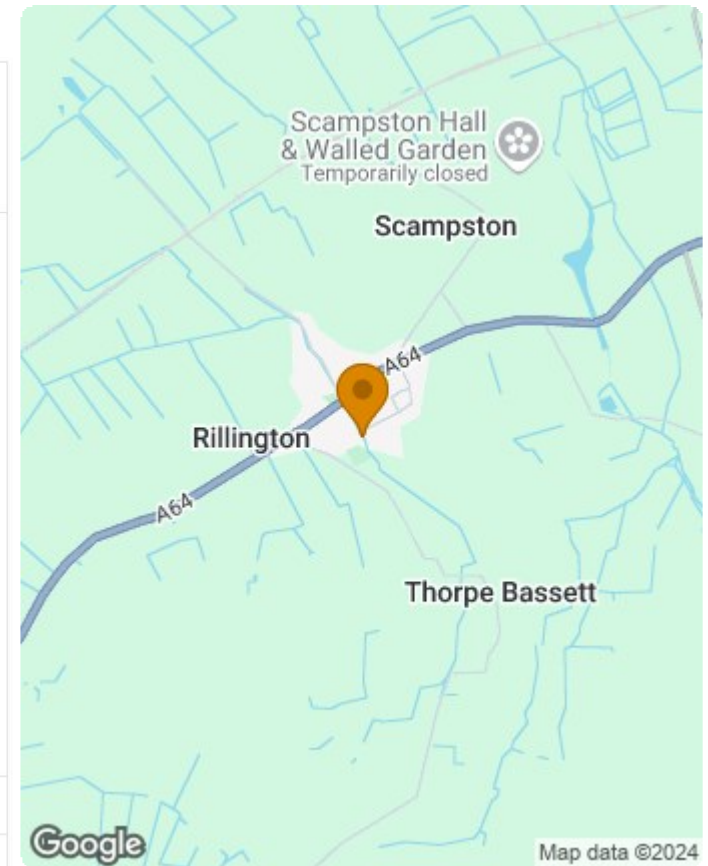 Scampston Hall
& Walled Garden
Temporarily closed
Scampston
A64
Rillington
A64
Thorpe Bassett
Google
Map data ©2024